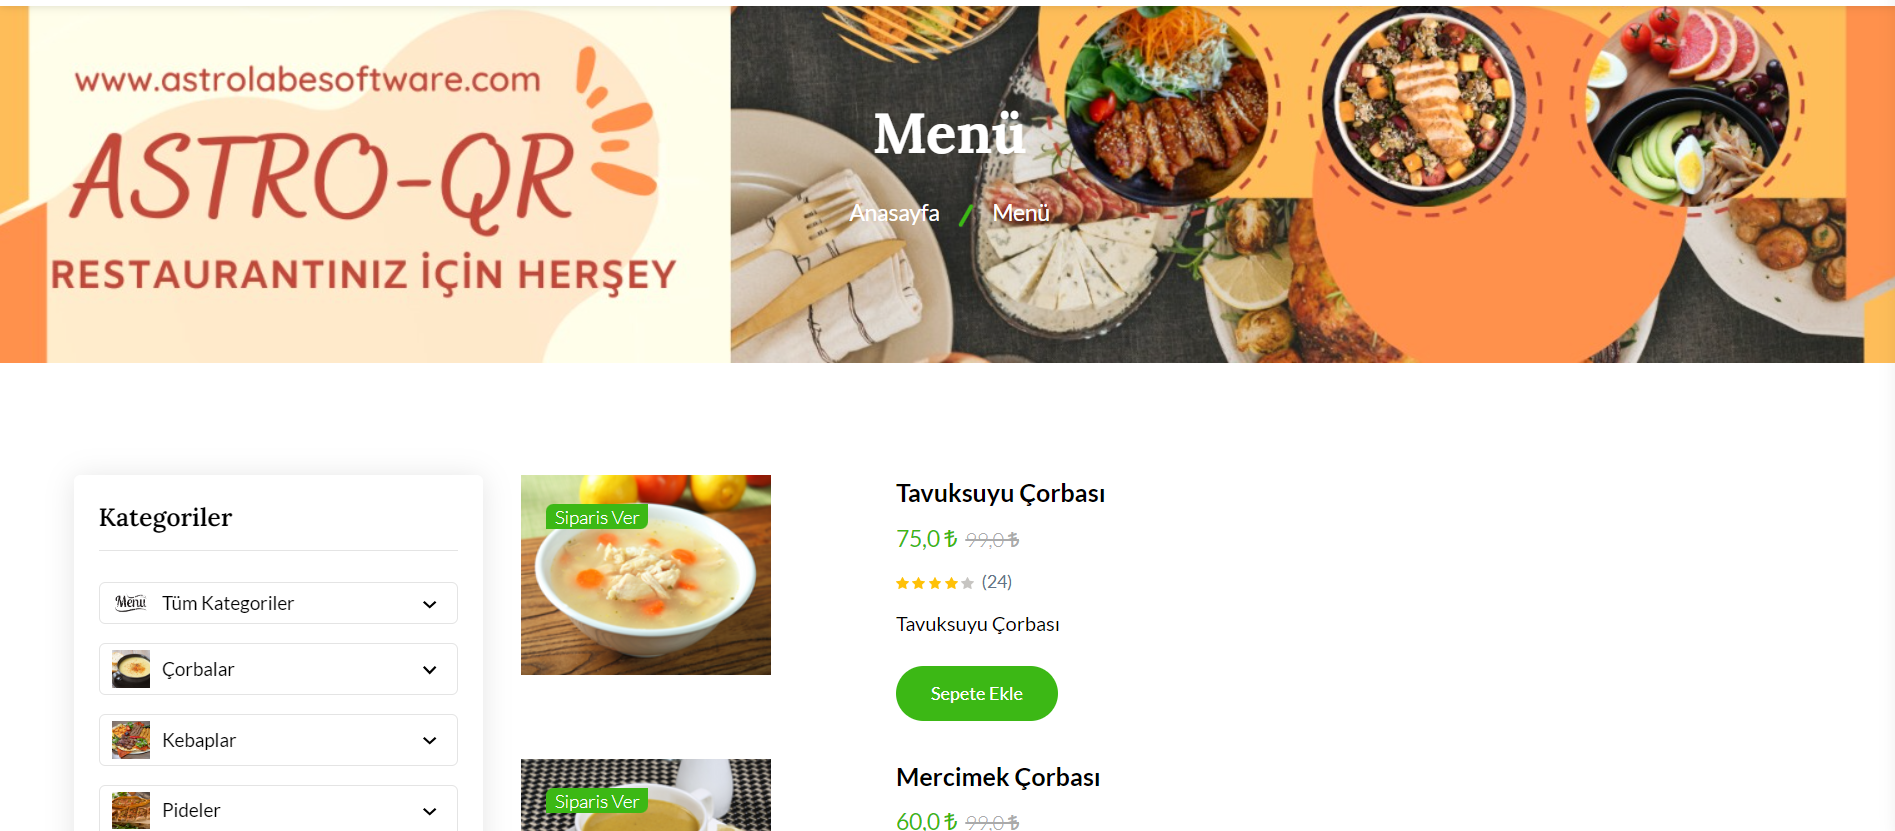 www.astrolabesoftware.com
ASTRO-QR
RESTAURANTINIZ İÇİN HERŞEY
Menü
Anasayfa / Menü
Kategoriler
Menu Tüm Kategoriler
Çorbalar
Kebaplar
Pideler
Siparis Ver
Tavuksuyu Çorbası
75,0 ₺ 99,0 ₺
(24)
Tavuksuyu Çorbası
Sepete Ekle
Siparis Ver
Mercimek Çorbası
60,0 ₺ 99,0 ₺